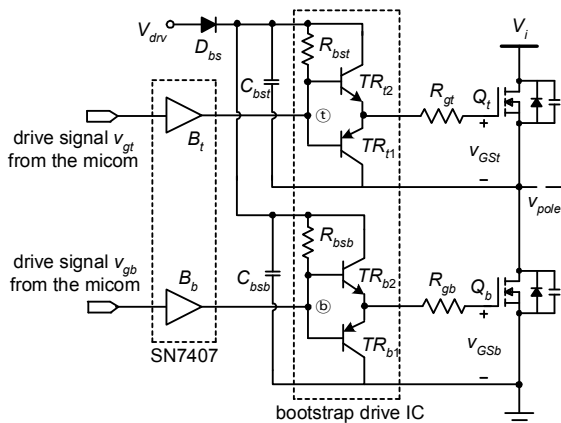 V_drv
D_bs
R_bst
C_bst
TR_t2
V_i
R_gt
Q_t
ⓣ
drive signal v_gt
from the micom
B_t
TR_t1
+
v_GSt
−
v_pole
R_bsb
drive signal v_gb
from the micom
B_b
C_bsb
TR_b2
R_gb
Q_b
ⓑ
+
TR_b1
v_GSb
−
SN7407
bootstrap drive IC